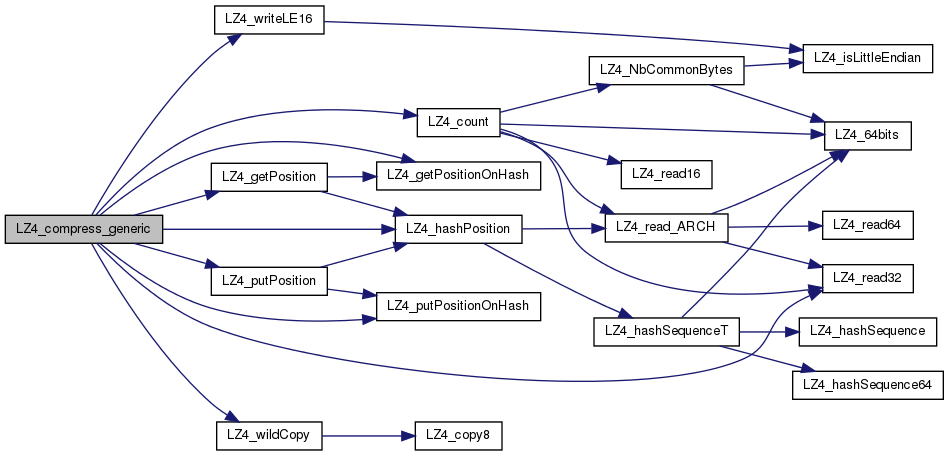 LZ4_compress_generic
LZ4_writeLE16
LZ4_count
LZ4_getPositionOnHash
LZ4_getPosition
LZ4_hashPosition
LZ4_putPosition
LZ4_putPositionOnHash
LZ4_wildCopy
LZ4_copy8
LZ4_NbCommonBytes
LZ4_read16
LZ4_read_ARCH
LZ4_hashSequenceT
LZ4_isLittleEndian
LZ4_64bits
LZ4_read64
LZ4_read32
LZ4_hashSequence
LZ4_hashSequence64